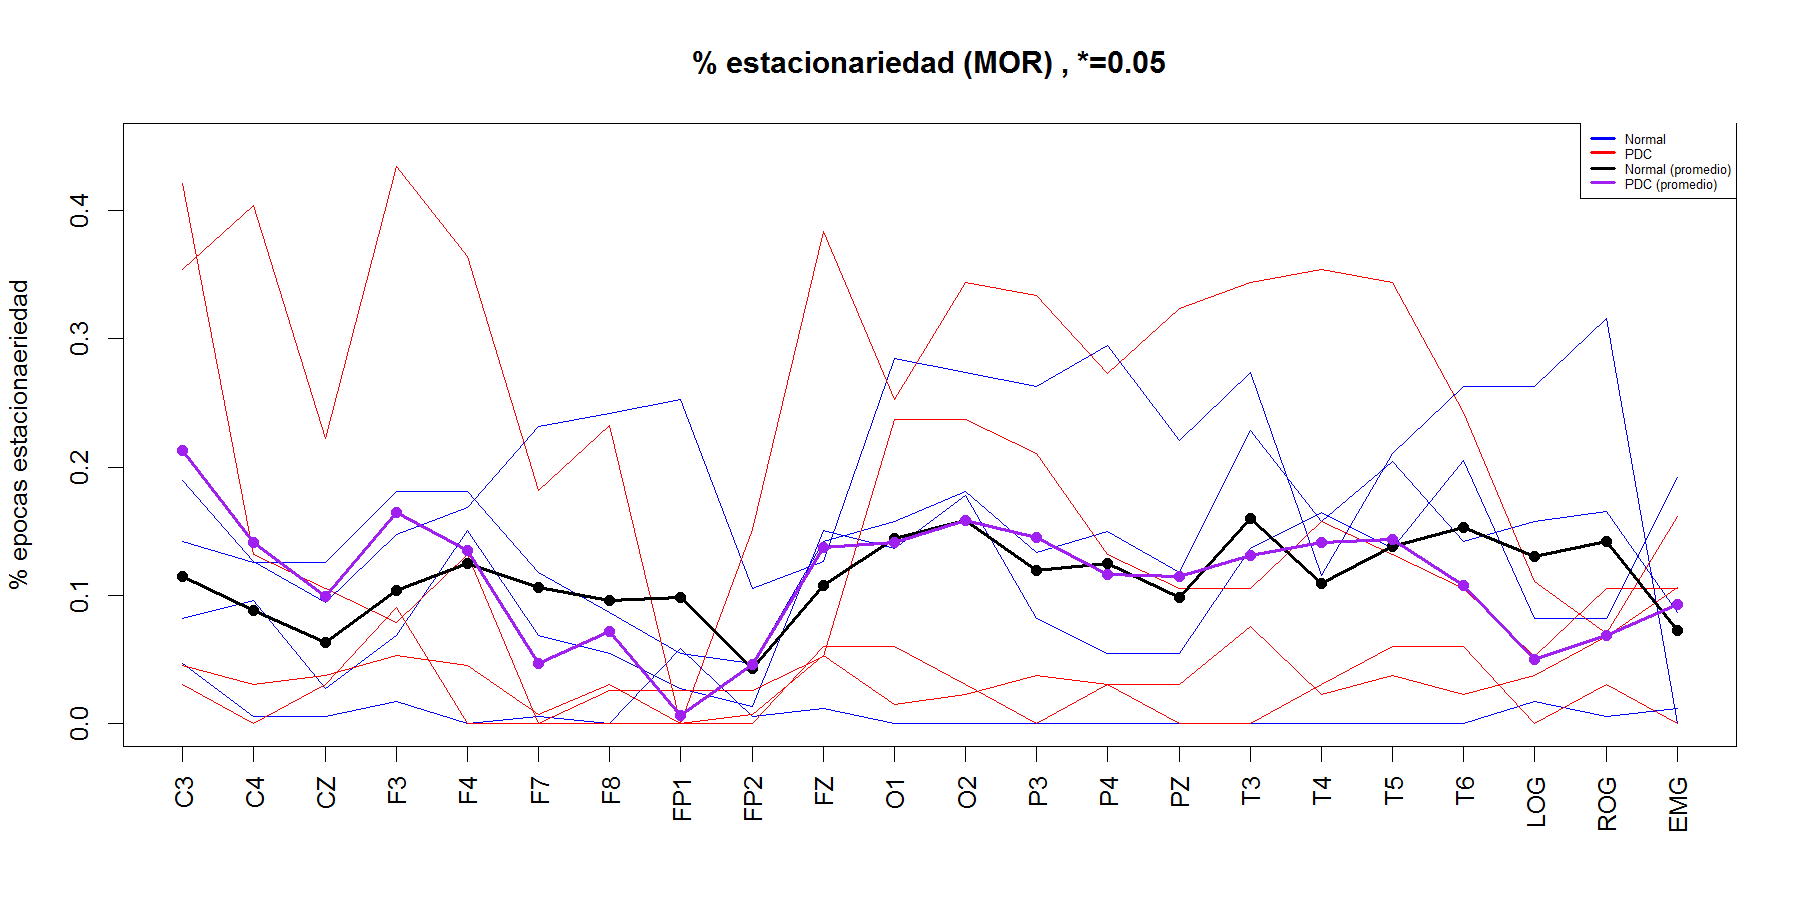 % estacionariedad (MOR) , *=0.05
Normal
PDC
Normal (promedio)
PDC (promedio)
% epocas estacionaeriedad
0.4
0.3
0.2
0.1
0.0
C3
C4
CZ
F3
F4
F7
F8
FP1
FP2
FZ
O1
O2
P3
P4
PZ
T3
T4
T5
T6
LOG
ROG
EMG